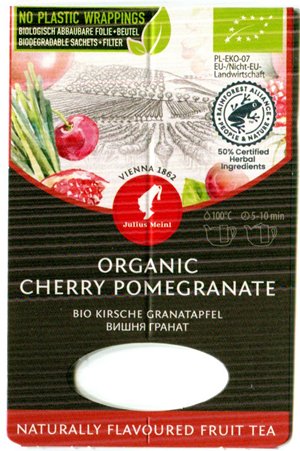 NO PLASTIC WRAPPINGS
BIOLOGISCH ABBAUBARE FOLIE+BEUTEL
BIODEGRADABLE SACHETS+FILTER
PL-EKO-07
EU-/Nicht-EU-
Landwirtschaft
RAINFOREST ALLIANCE
PEOPLE & NATURE
50% Certified
Herbal
Ingredients
VIENNA 1862
Julius Meinl
100°C 5-10 min
ORGANIC
CHERRY POMEGRANATE
BIO KIRSCHE GRANATAPFEL
ВИШНЯ ГРАНАТ
NATURALLY FLAVOURED FRUIT TEA